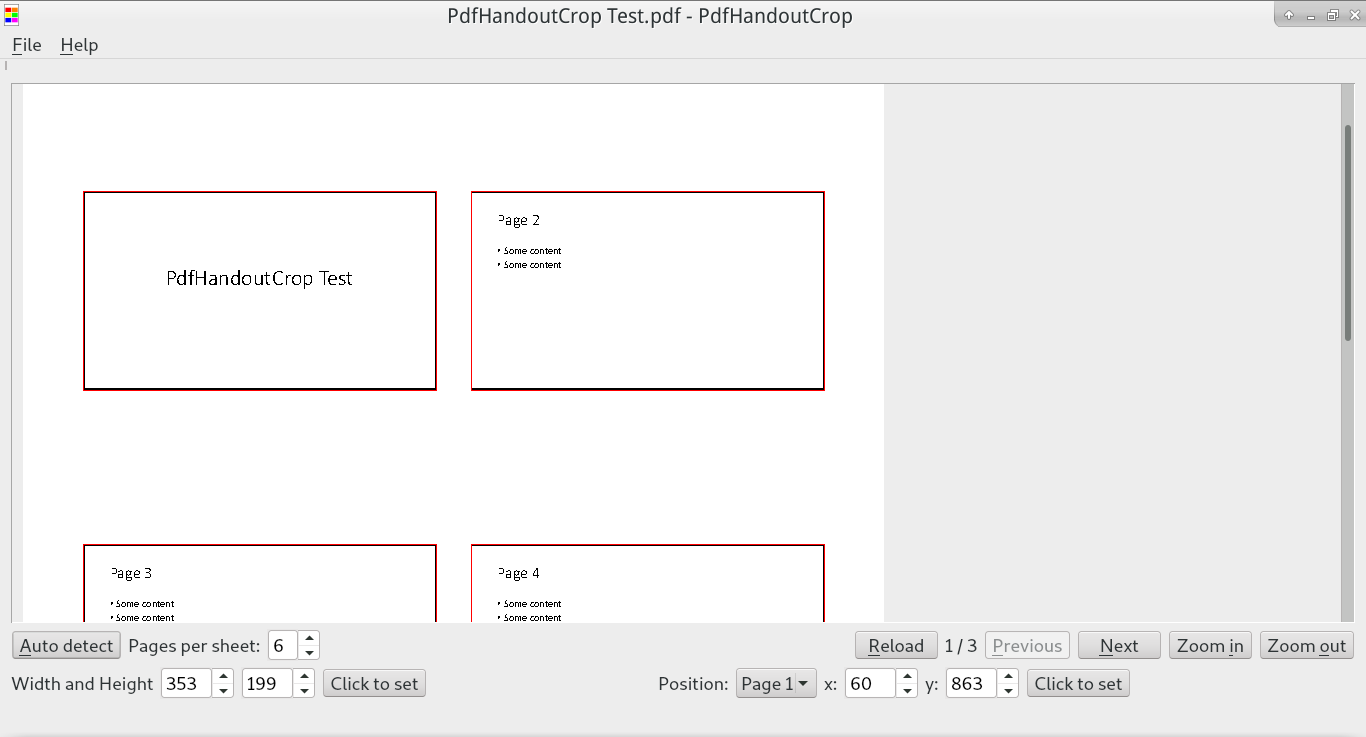 PdfHandoutCrop Test.pdf - PdfHandoutCrop
File Help
PdfHandoutCrop Test
Page 2
• Some content
• Some content
Page 3
• Some content
• Some content
Page 4
• Some content
• Some content
Auto detect Pages per sheet: 6 Reload 1 / 3 Previous Next Zoom in Zoom out
Width and Height 353 199 Click to set Position: Page 1 x: 60 y: 863 Click to set